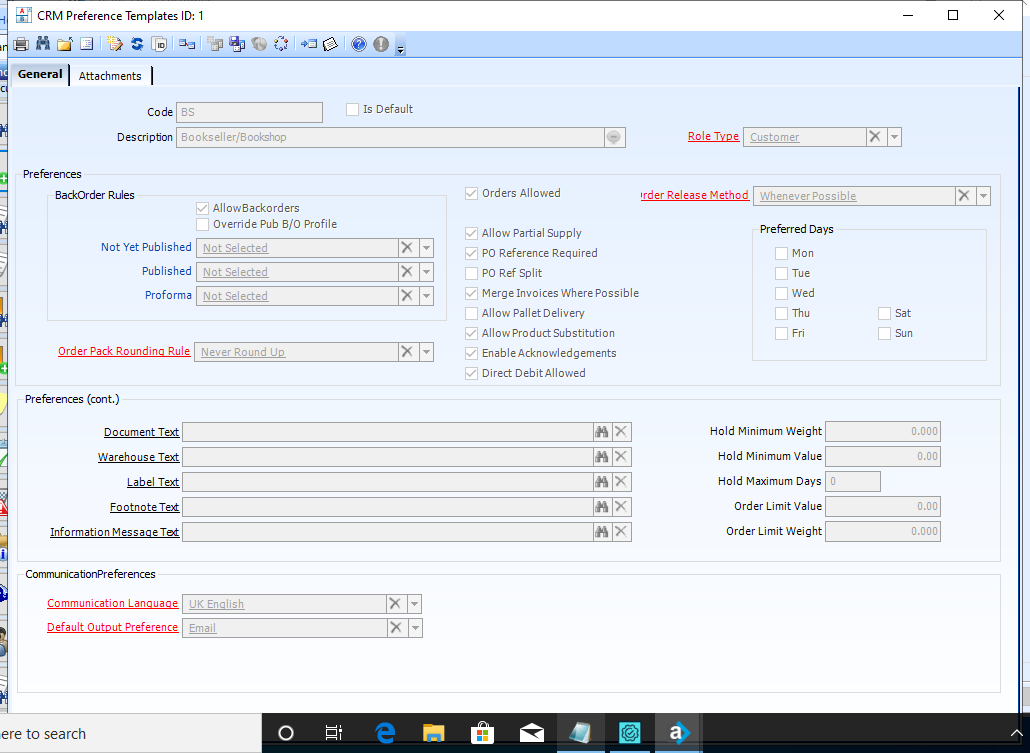 CRM Preference Templates ID: 1
General
Attachments
Code
BS
Is Default
Description
Bookseller/Bookshop
Role Type
Customer
Preferences
BackOrder Rules
AllowBackorders
Override Pub B/O Profile
Not Yet Published
Not Selected
Published
Not Selected
Proforma
Not Selected
Order Pack Rounding Rule
Never Round Up
Orders Allowed
Allow Partial Supply
PO Reference Required
PO Ref Split
Merge Invoices Where Possible
Allow Pallet Delivery
Allow Product Substitution
Enable Acknowledgements
Direct Debit Allowed
rder Release Method
Whenever Possible
Preferred Days
Mon
Tue
Wed
Thu
Sat
Fri
Sun
Preferences (cont.)
Document Text
Warehouse Text
Label Text
Footnote Text
Information Message Text
Hold Minimum Weight
0.000
Hold Minimum Value
0.00
Hold Maximum Days
0
Order Limit Value
0.00
Order Limit Weight
0.000
CommunicationPreferences
Communication Language
UK English
Default Output Preference
Email
ere to search